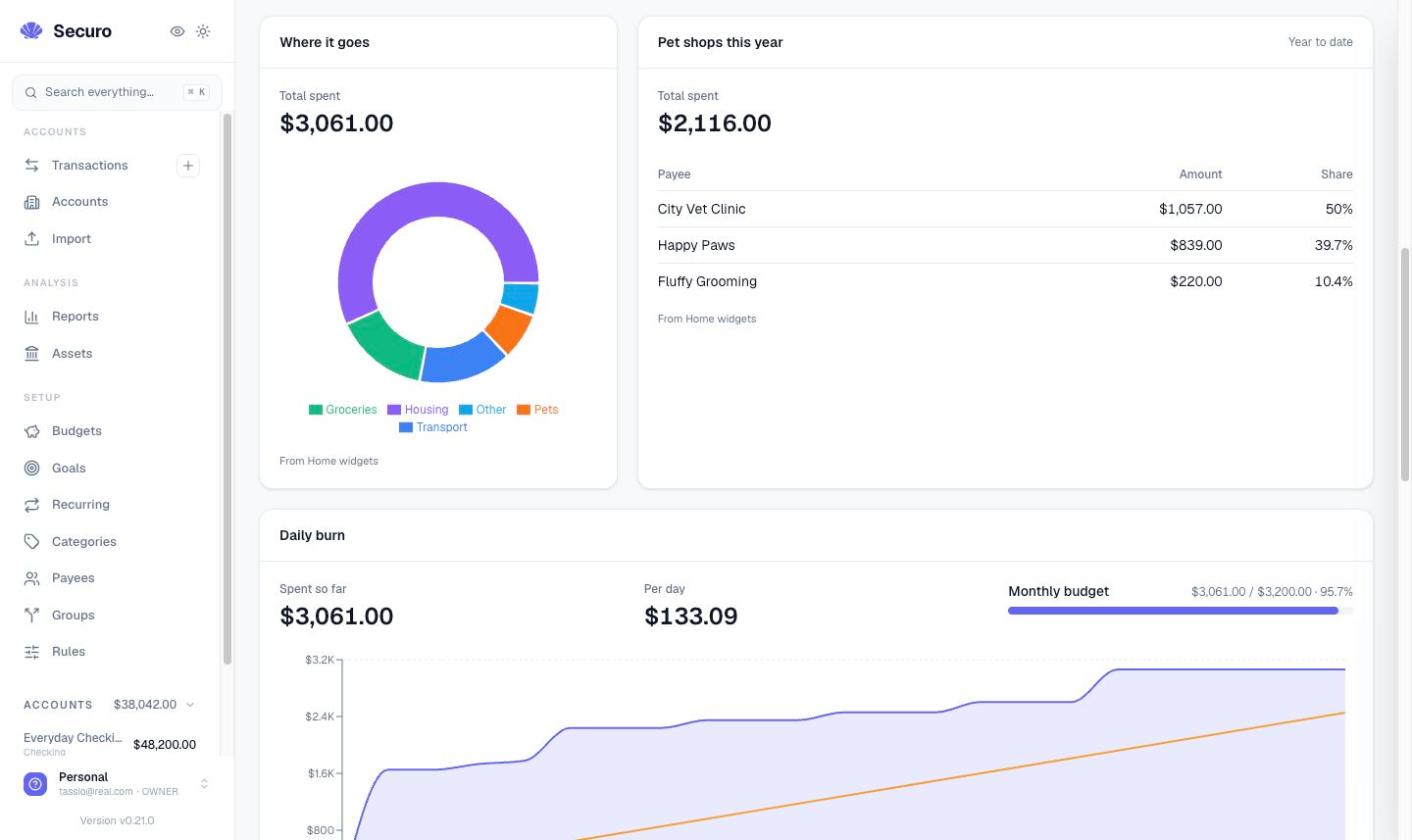 Securo
Search everything... ⌘ K
ACCOUNTS
Transactions
Accounts
Import
ANALYSIS
Reports
Assets
SETUP
Budgets
Goals
Recurring
Categories
Payees
Groups
Rules
ACCOUNTS $38,042.00
Everyday Checki... $48,200.00
Checking
Personal
tassio@real.com · OWNER
Version v0.21.0
Where it goes
Total spent
$3,061.00
Groceries Housing Other Pets
Transport
From Home widgets
Pet shops this year Year to date
Total spent
$2,116.00
Payee Amount Share
City Vet Clinic $1,057.00 50%
Happy Paws $839.00 39.7%
Fluffy Grooming $220.00 10.4%
From Home widgets
Daily burn
Spent so far
$3,061.00
Per day
$133.09
Monthly budget $3,061.00 / $3,200.00 · 95.7%
$3.2K
$2.4K
$1.6K
$800